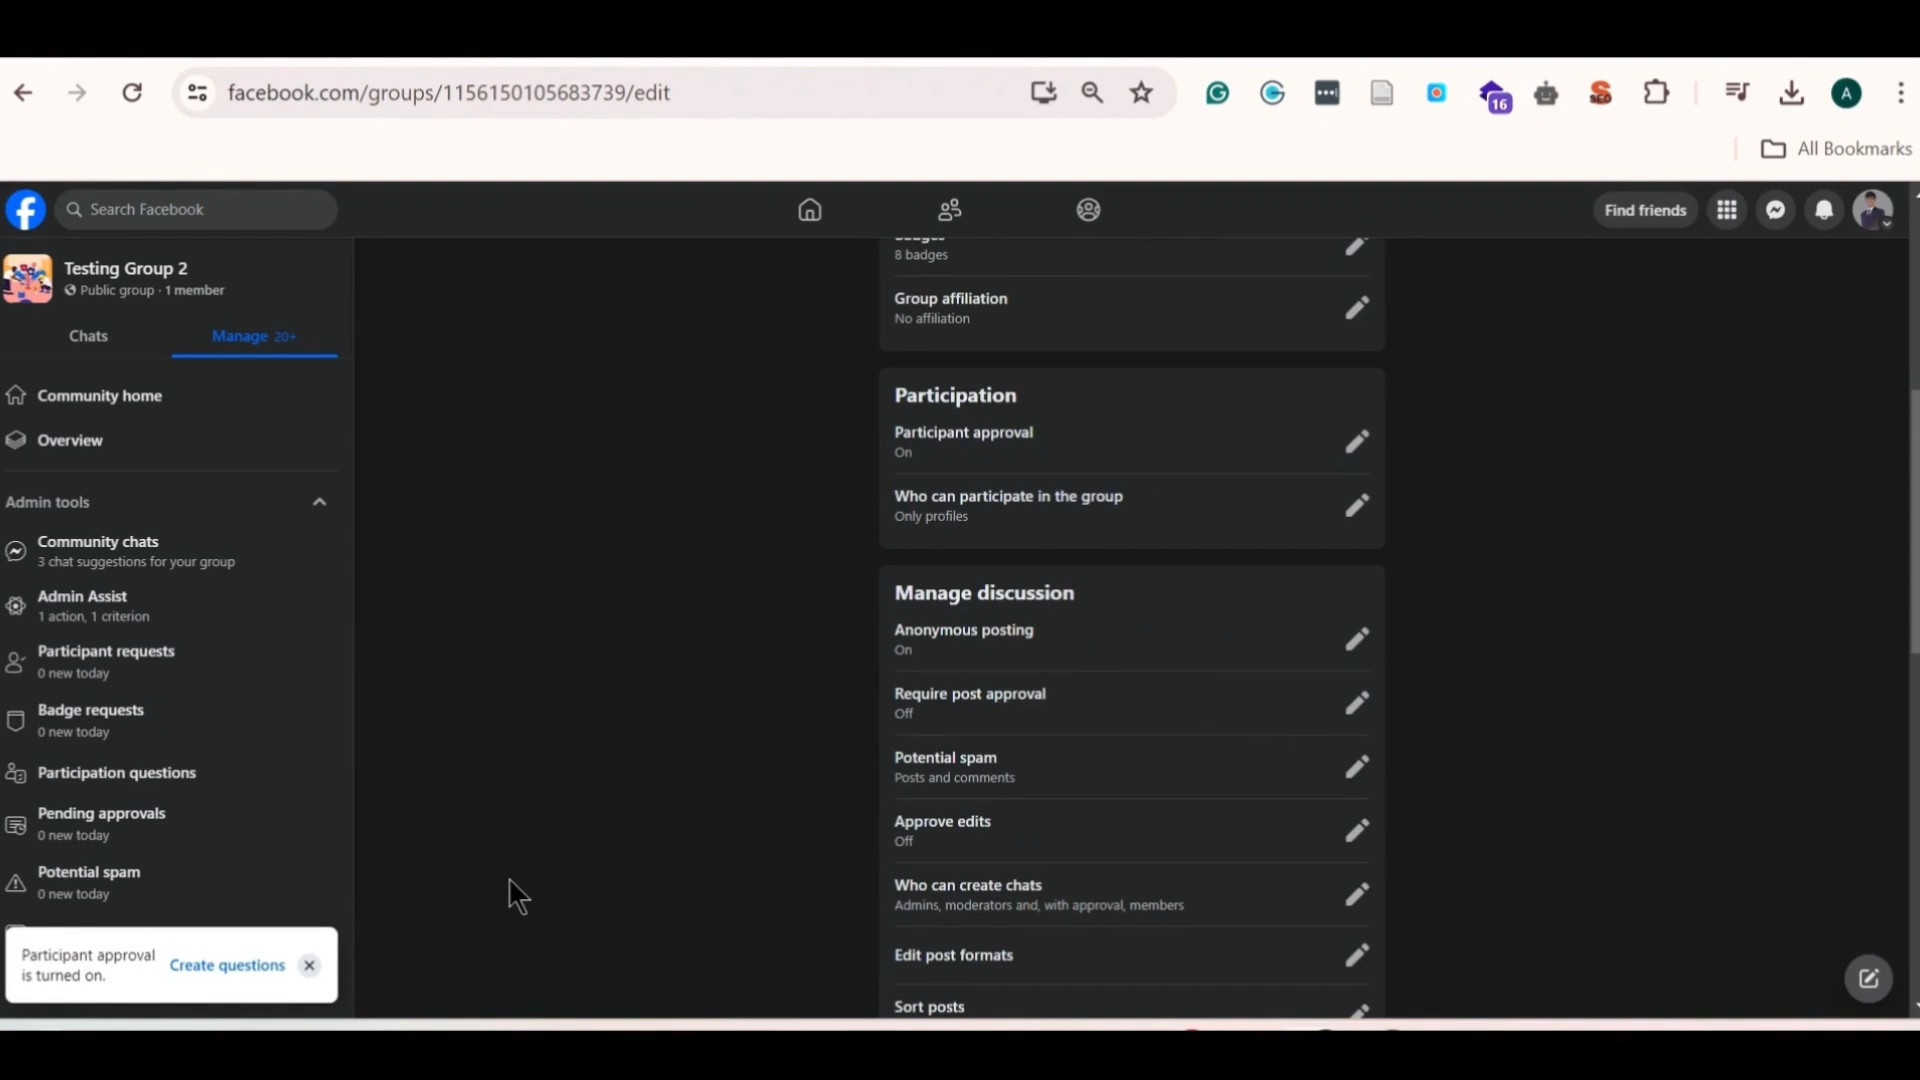 facebook.com/groups/1156150105683739/edit
16
SEO
A
All Bookmarks
Search Facebook
Find friends
Testing Group 2
Public group · 1 member
Chats
Manage 20+
Community home
Overview
Admin tools
Community chats
3 chat suggestions for your group
Admin Assist
1 action, 1 criterion
Participant requests
0 new today
Badge requests
0 new today
Participation questions
Pending approvals
0 new today
Potential spam
0 new today
Participant approval
is turned on.
Create questions
Badges
8 badges
Group affiliation
No affiliation
Participation
Participant approval
On
Who can participate in the group
Only profiles
Manage discussion
Anonymous posting
On
Require post approval
Off
Potential spam
Posts and comments
Approve edits
Off
Who can create chats
Admins, moderators and, with approval, members
Edit post formats
Sort posts